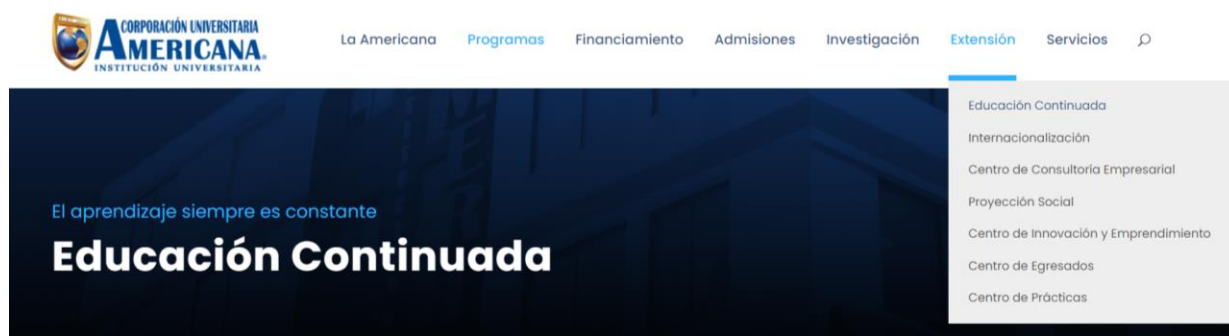 CORPORACIÓN UNIVERSITARIA
AMERICANA.
INSTITUCIÓN UNIVERSITARIA
La Americana Programas Financiamiento Admisiones Investigación Extensión Servicios
Educación Continuada
Internacionalización
Centro de Consultoría Empresarial
Proyección Social
Centro de Innovación y Emprendimiento
Centro de Egresados
Centro de Prácticas
El aprendizaje siempre es constante
Educación Continuada